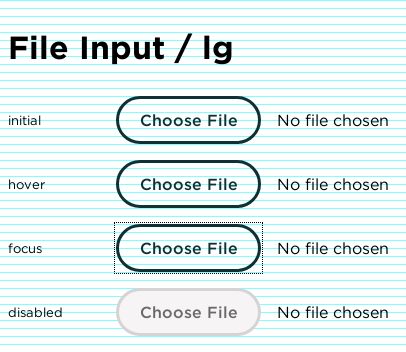 File Input / lg
initial Choose File No file chosen
hover Choose File No file chosen
focus Choose File No file chosen
disabled Choose File No file chosen